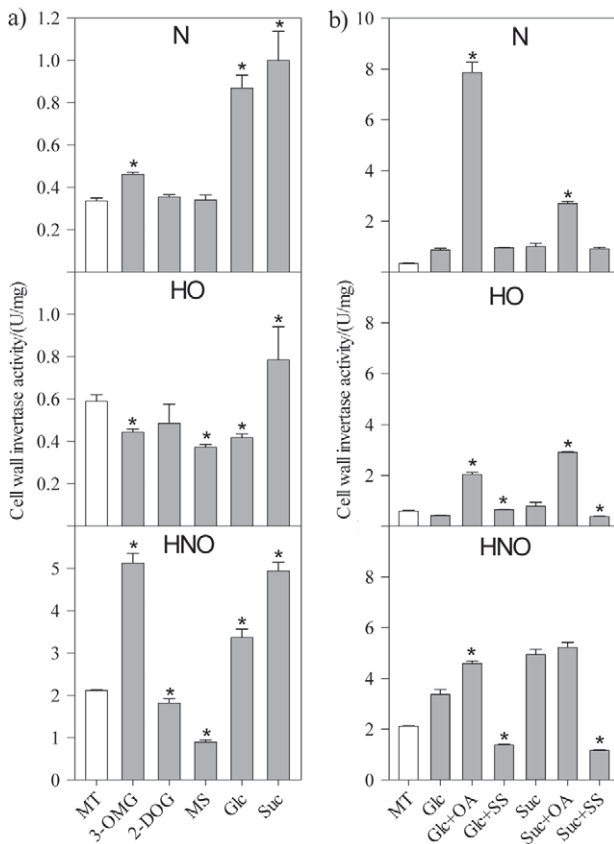 a)
N
1.2
1.0
0.8
0.6
0.4
0.2
*
*
*
HO
0.8
0.6
0.4
0.2
*
*
*
*
HNO
5
4
3
2
1
0
*
*
*
*
*
MT
3-OMG
2-DOG
MS
Glc
Suc
Cell wall invertase activity/(U/mg)
b)
N
10
8
6
4
2
*
*
HO
8
6
4
2
*
*
*
*
HNO
8
6
4
2
0
*
*
*
MT
Glc
Glc+OA
Glc+SS
Suc
Suc+OA
Suc+SS
Cell wall invertase activity/(U/mg)